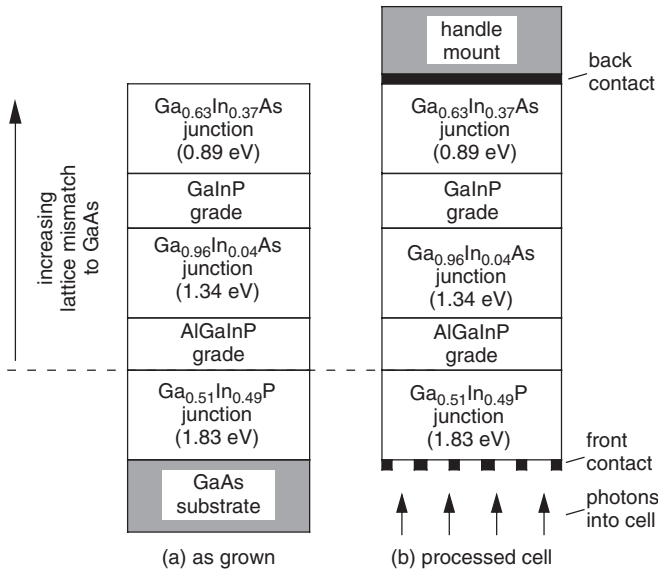 increasing
lattice mismatch
to GaAs
Ga0.63In0.37As
junction
(0.89 eV)
GaInP
grade
Ga0.96In0.04As
junction
(1.34 eV)
AlGaInP
grade
Ga0.51In0.49P
junction
(1.83 eV)
GaAs
substrate
(a) as grown
handle
mount
back
contact
Ga0.63In0.37As
junction
(0.89 eV)
GaInP
grade
Ga0.96In0.04As
junction
(1.34 eV)
AlGaInP
grade
Ga0.51In0.49P
junction
(1.83 eV)
front
contact
photons
into cell
(b) processed cell